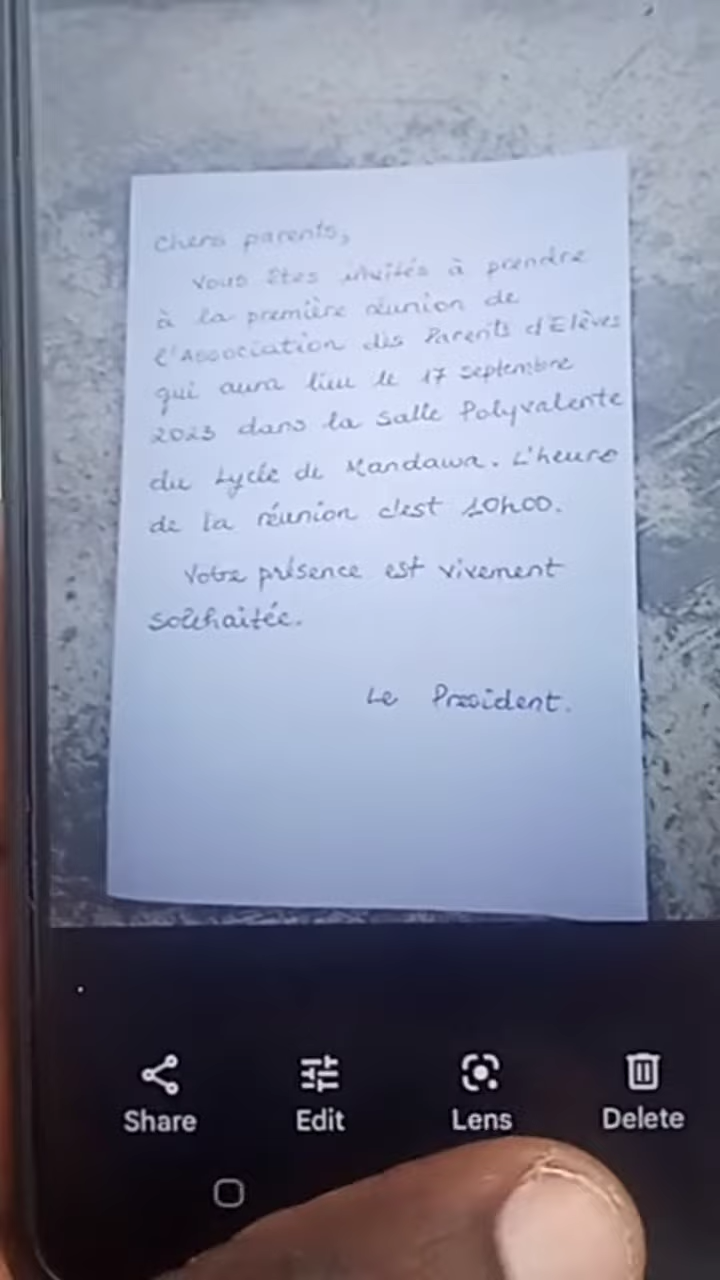 Chers parents,
Vous êtes invités à prendre
à la première réunion de
l'Association des Parents d'Elèves
qui aura lieu le 17 septembre
2023 dans la Salle Polyvalente
du Lycée de Mandawa. L'heure
de la réunion c'est 10h00.
Votre présence est vivement
souhaitée.
Le President.
Share Edit Lens Delete